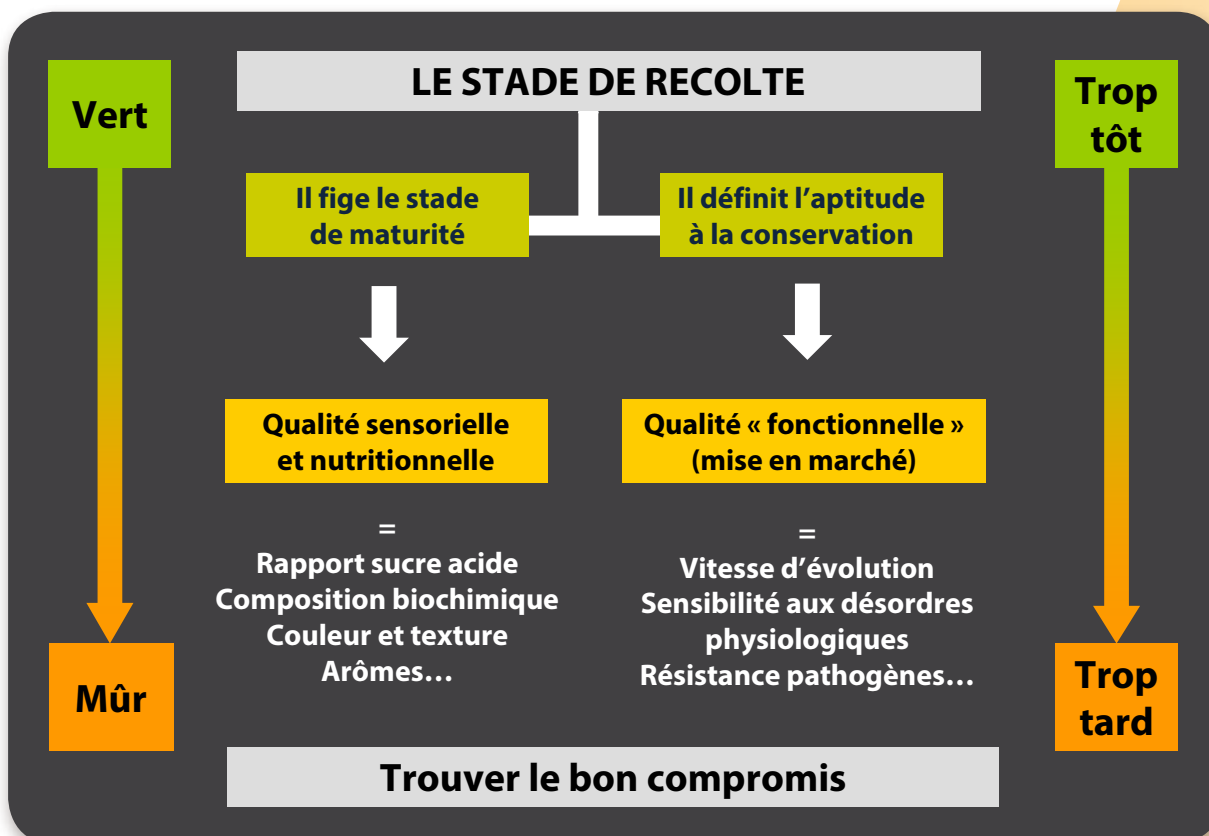 LE STADE DE RECOLTE
Vert
Trop
tôt
Il fige le stade
de maturité
Il définit l’aptitude
à la conservation
Qualité sensorielle
et nutritionnelle
Qualité « fonctionnelle »
(mise en marché)
=
Rapport sucre acide
Composition biochimique
Couleur et texture
Arômes…
=
Vitesse d’évolution
Sensibilité aux désordres
physiologiques
Résistance pathogènes…
Mûr
Trop
tard
Trouver le bon compromis